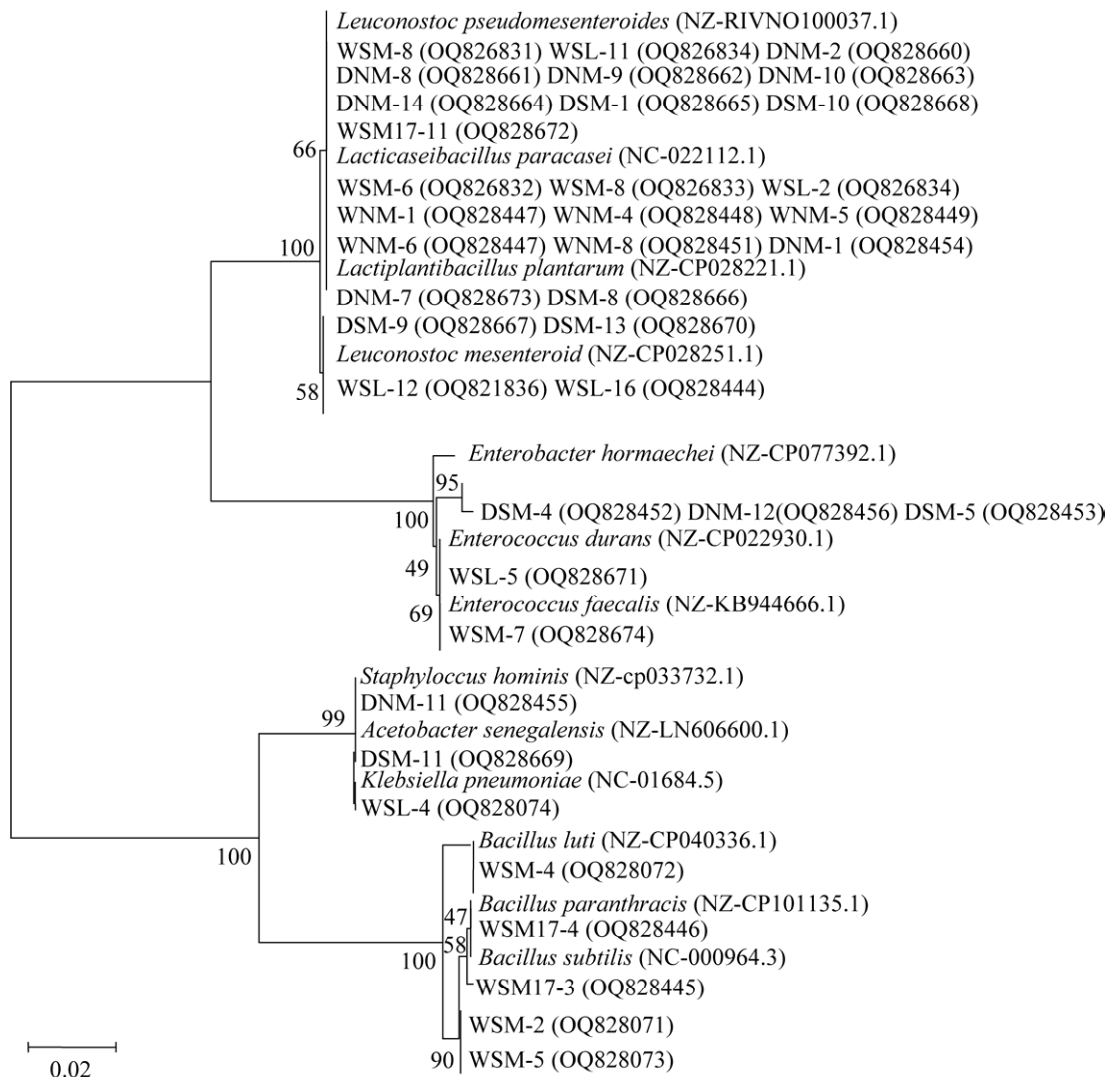 Leuconostoc pseudomesenteroides (NZ-RIVNO100037.1)
WSM-8 (OQ826831) WSL-11 (OQ826834) DNM-2 (OQ828660)
DNM-8 (OQ828661) DNM-9 (OQ828662) DNM-10 (OQ828663)
DNM-14 (OQ828664) DSM-1 (OQ828665) DSM-10 (OQ828668)
WSM17-11 (OQ828672)
66
Lacticaseibacillus paracasei (NC-022112.1)
WSM-6 (OQ826832) WSM-8 (OQ826833) WSL-2 (OQ826834)
WNM-1 (OQ828447) WNM-4 (OQ828448) WNM-5 (OQ828449)
WNM-6 (OQ828447) WNM-8 (OQ828451) DNM-1 (OQ828454)
100
Lactiplantibacillus plantarum (NZ-CP028221.1)
DNM-7 (OQ828673) DSM-8 (OQ828666)
DSM-9 (OQ828667) DSM-13 (OQ828670)
Leuconostoc mesenteroid (NZ-CP028251.1)
58
WSL-12 (OQ821836) WSL-16 (OQ828444)
Enterobacter hormaechei (NZ-CP077392.1)
95
DSM-4 (OQ828452) DNM-12(OQ828456) DSM-5 (OQ828453)
100
Enterococcus durans (NZ-CP022930.1)
49
WSL-5 (OQ828671)
Enterococcus faecalis (NZ-KB944666.1)
69
WSM-7 (OQ828674)
Staphyloccus hominis (NZ-cp033732.1)
DNM-11 (OQ828455)
99
Acetobacter senegalensis (NZ-LN606600.1)
DSM-11 (OQ828669)
Klebsiella pneumoniae (NC-01684.5)
WSL-4 (OQ828074)
100
Bacillus luti (NZ-CP040336.1)
WSM-4 (OQ828072)
Bacillus paranthracis (NZ-CP101135.1)
47
WSM17-4 (OQ828446)
58
Bacillus subtilis (NC-000964.3)
100
WSM17-3 (OQ828445)
WSM-2 (OQ828071)
90
WSM-5 (OQ828073)
0.02